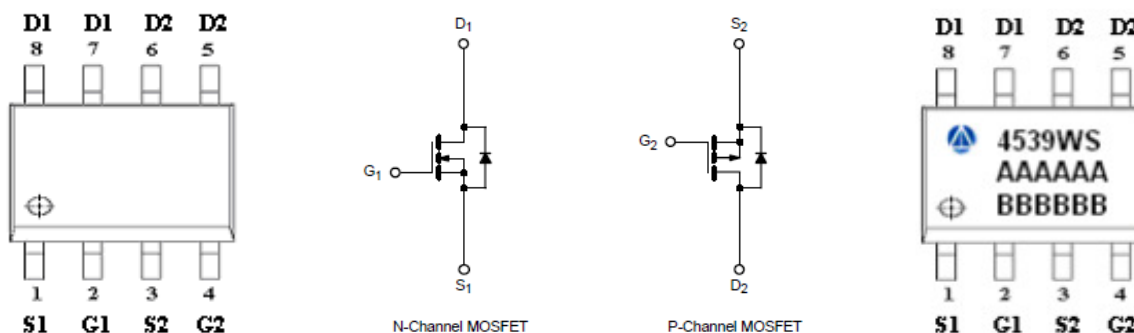 D1 D1 D2 D2
8 7 6 5
1 2 3 4
S1 G1 S2 G2
D1
G1
S1
N-Channel MOSFET
S2
G2
D2
P-Channel MOSFET
D1 D1 D2 D2
8 7 6 5
4539WS
AAAAAA
BBBBBB
1 2 3 4
S1 G1 S2 G2